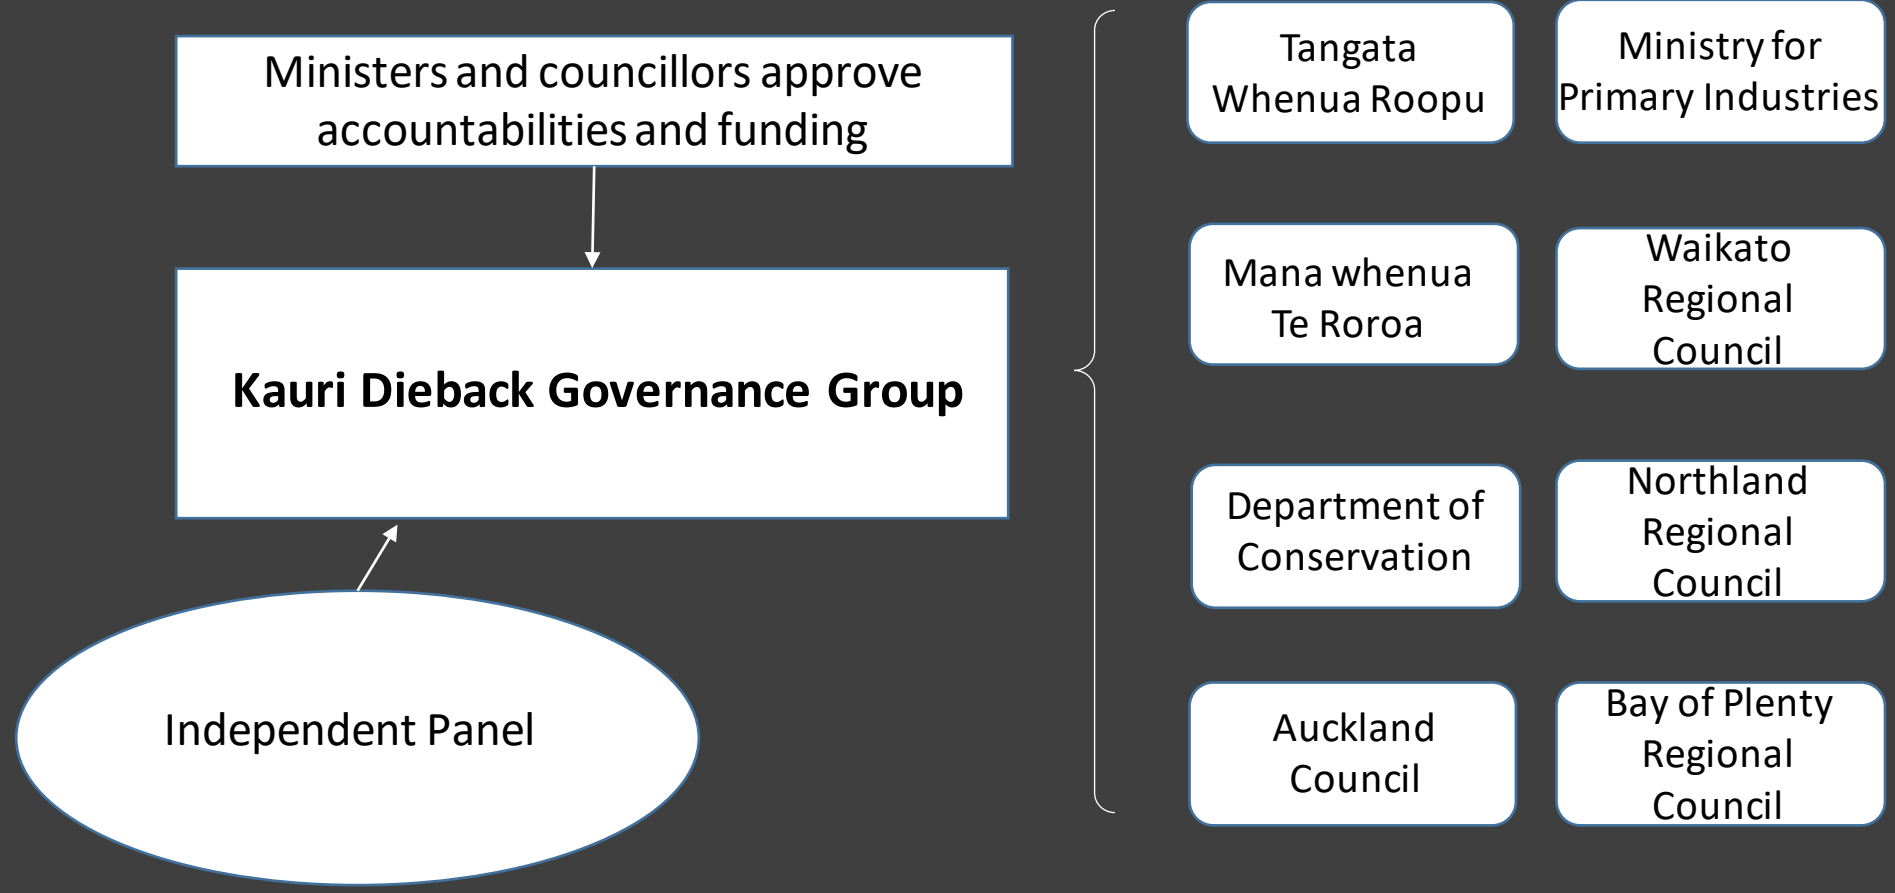 Ministers and councillors approve
accountabilities and funding
Kauri Dieback Governance Group
Independent Panel
Tangata
Whenua Roopu
Ministry for
Primary Industries
Mana whenua
Te Roroa
Waikato
Regional
Council
Department of
Conservation
Northland
Regional
Council
Auckland
Council
Bay of Plenty
Regional
Council